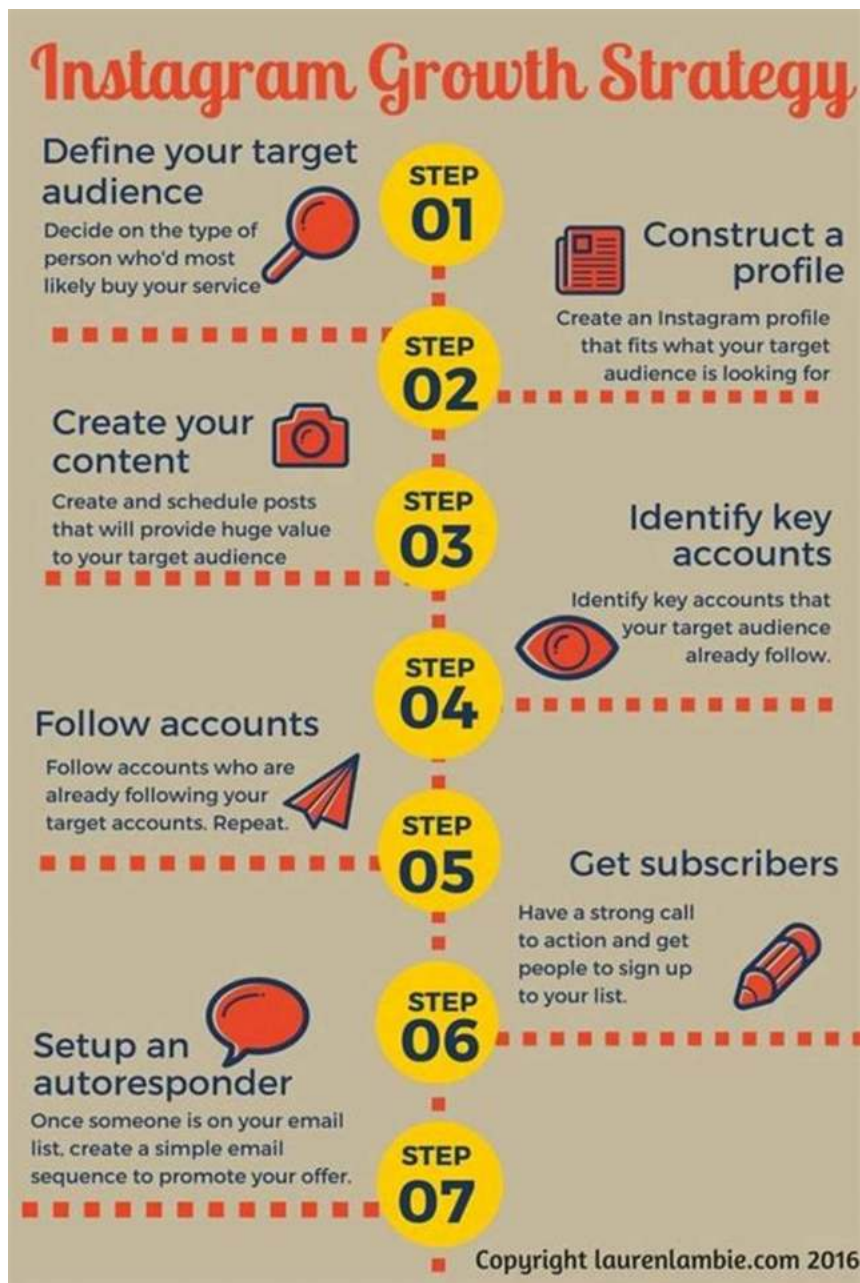 Instagram Growth Strategy
Define your target
audience
Decide on the type of
person who'd most
likely buy your service
STEP
01
Construct a
profile
Create an Instagram profile
that fits what your target
audience is looking for
STEP
02
Create your
content
Create and schedule posts
that will provide huge value
to your target audience
STEP
03
Identify key
accounts
Identify key accounts that
your target audience
already follow.
STEP
04
Follow accounts
Follow accounts who are
already following your
target accounts. Repeat.
STEP
05
Get subscribers
Have a strong call
to action and get
people to sign up
to your list.
STEP
06
Setup an
autoresponder
Once someone is on your email
list, create a simple email
sequence to promote your offer.
STEP
07
Copyright laurenlambie.com 2016